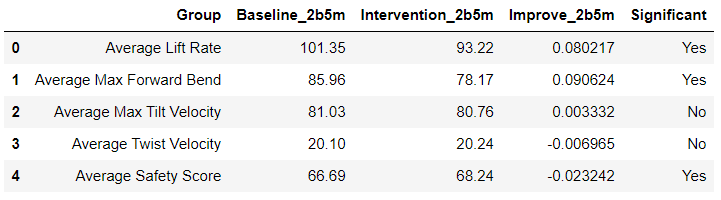 Group Baseline_2b5m Intervention_2b5m Improve_2b5m Significant
0 Average Lift Rate 101.35 93.22 0.080217 Yes
1 Average Max Forward Bend 85.96 78.17 0.090624 Yes
2 Average Max Tilt Velocity 81.03 80.76 0.003332 No
3 Average Twist Velocity 20.10 20.24 -0.006965 No
4 Average Safety Score 66.69 68.24 -0.023242 Yes